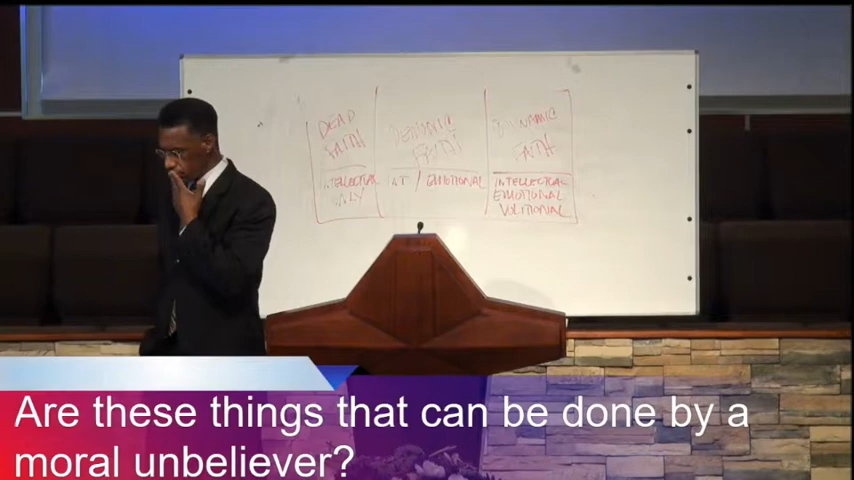 DEAD
FAITH
INTELLECTUAL
ONLY
DEMONIC
FAITH
INT / EMOTIONAL
DYNAMIC
FAITH
INTELLECTUAL
EMOTIONAL
VOLITIONAL
Are these things that can be done by a
moral unbeliever?